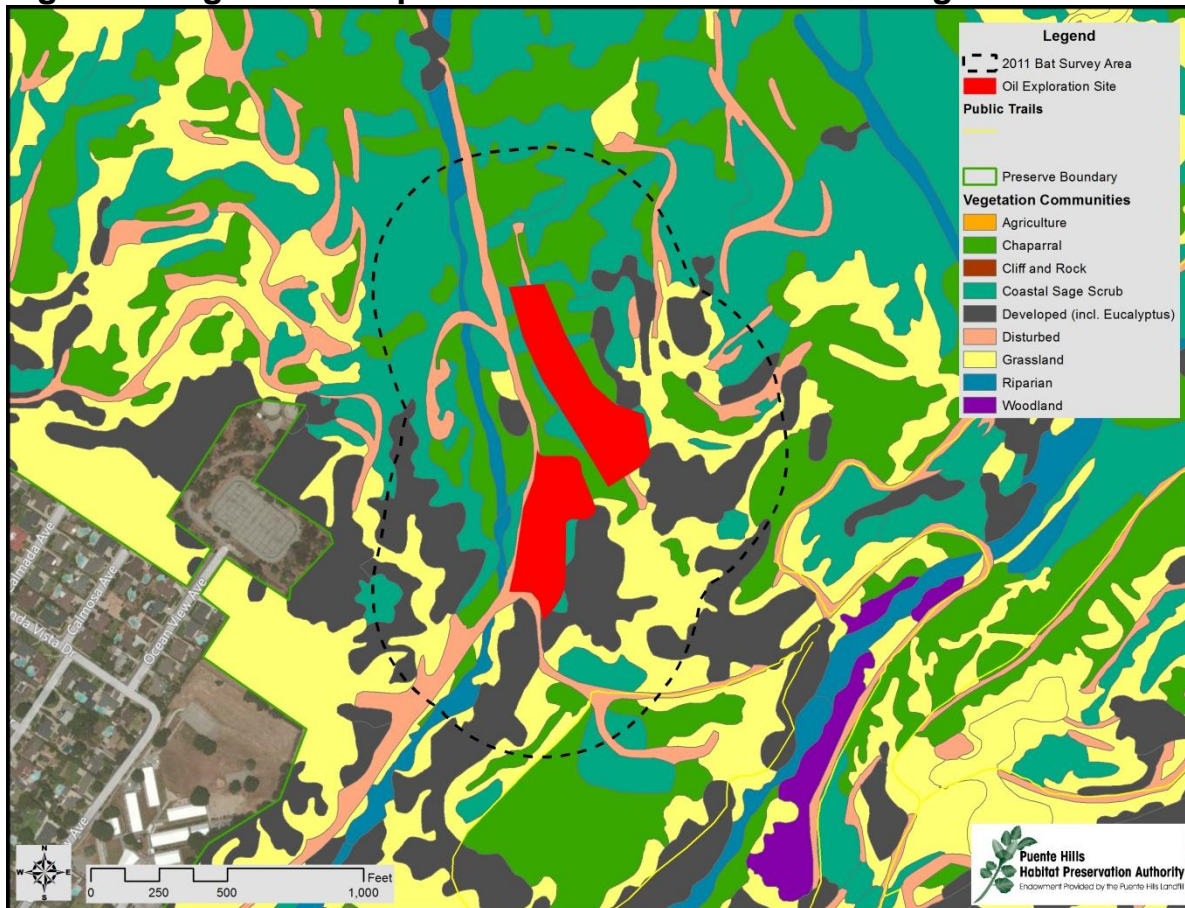 Legend
2011 Bat Survey Area
Oil Exploration Site
Public Trails
Preserve Boundary
Vegetation Communities
Agriculture
Chaparral
Cliff and Rock
Coastal Sage Scrub
Developed (incl. Eucalyptus)
Disturbed
Grassland
Riparian
Woodland
Calmosa Ave
Ocean View Ave
N
W
E
S
Feet
0 250 500 1,000
Puente Hills
Habitat Preservation Authority
Endowment Provided by the Puente Hills Landfill